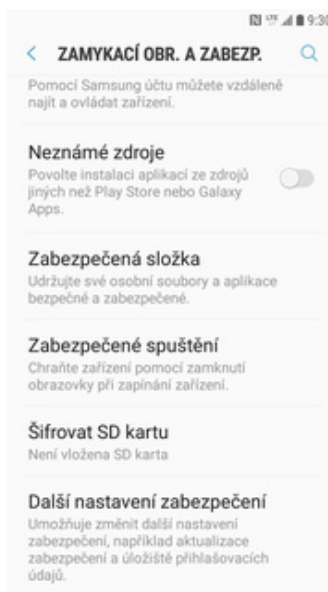 9:30
ZAMYKACÍ OBR. A ZABEZP.
Pomocí Samsung účtu můžete vzdáleně
najít a ovládat zařízení.
Neznámé zdroje
Povolte instalaci aplikací ze zdrojů
jiných než Play Store nebo Galaxy
Apps.
Zabezpečená složka
Udržujte své osobní soubory a aplikace
bezpečné a zabezpečené.
Zabezpečené spuštění
Chraňte zařízení pomocí zamknutí
obrazovky při zapínání zařízení.
Šifrovat SD kartu
Není vložena SD karta
Další nastavení zabezpečení
Umožňuje změnit další nastavení
zabezpečení, například aktualizace
zabezpečení a úložiště přihlašovacích
údajů.